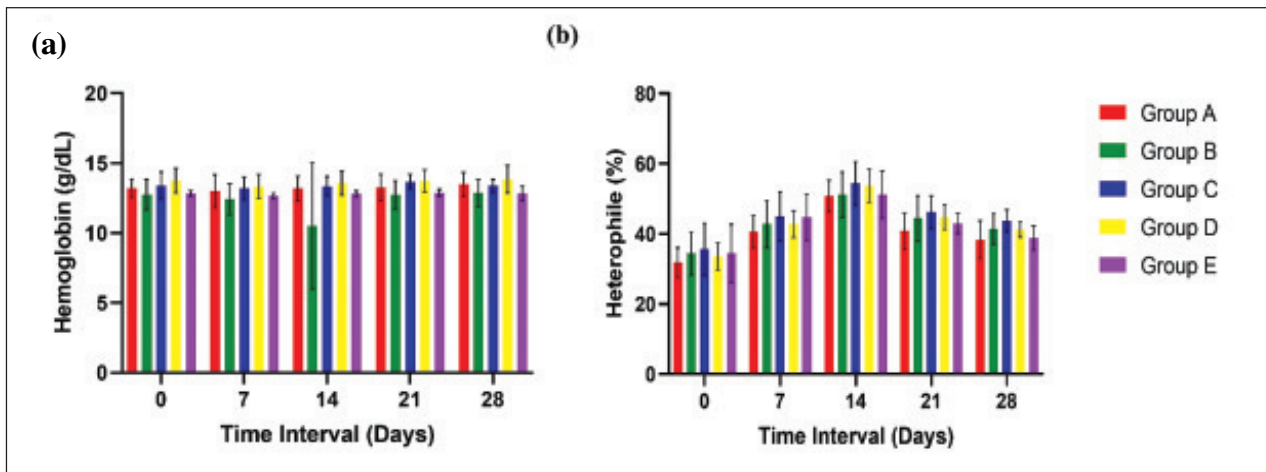 (a)
20
15
10
5
0
Hemoglobin (g/dL)
0 7 14 21 28
Time Interval (Days)
(b)
80
60
40
20
0
Heterophile (%)
0 7 14 21 28
Time Interval (Days)
Group A
Group B
Group C
Group D
Group E